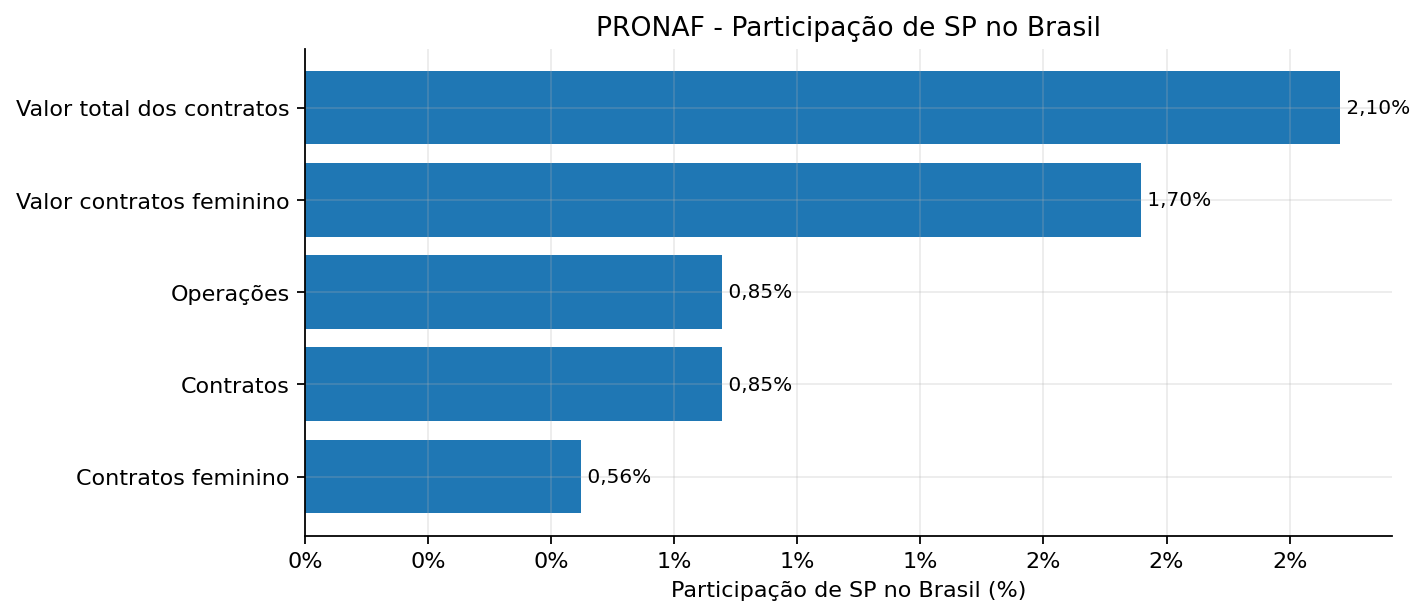 PRONAF - Participação de SP no Brasil
Valor total dos contratos
2,10%
Valor contratos feminino
1,70%
Operações
0,85%
Contratos
0,85%
Contratos feminino
0,56%
0% 0% 0% 1% 1% 1% 2% 2% 2%
Participação de SP no Brasil (%)